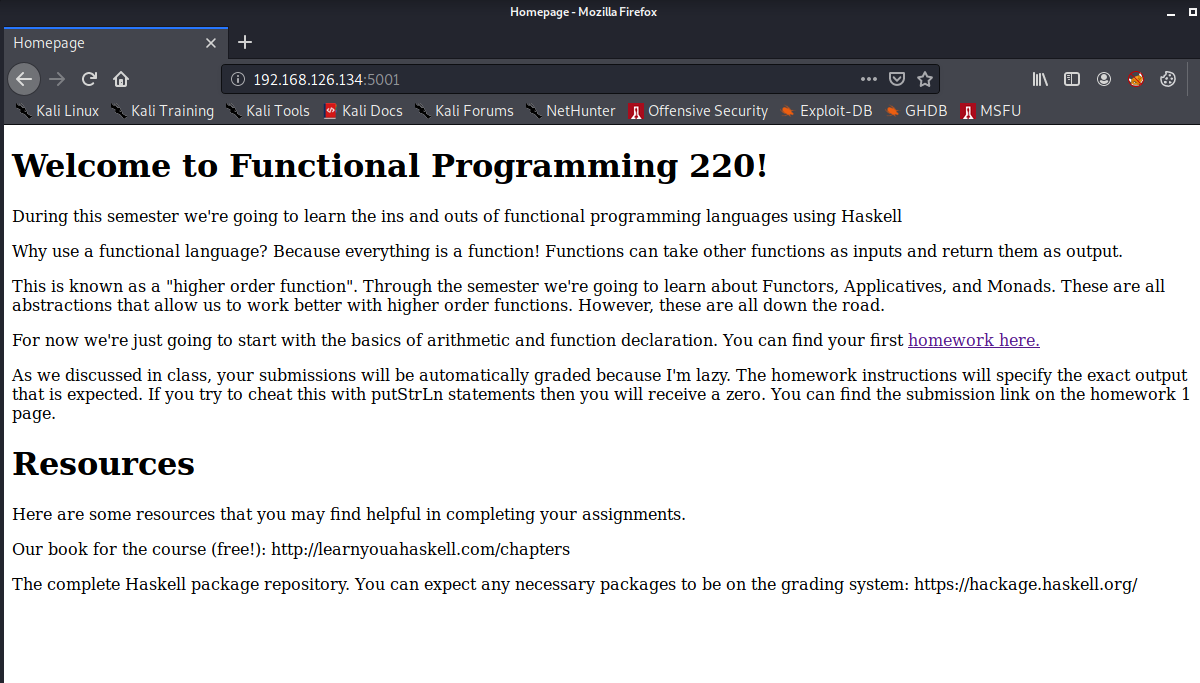 Homepage - Mozilla Firefox
Homepage
192.168.126.134:5001
Kali Linux Kali Training Kali Tools Kali Docs Kali Forums NetHunter Offensive Security Exploit-DB GHDB MSFU
Welcome to Functional Programming 220!
During this semester we're going to learn the ins and outs of functional programming languages using Haskell
Why use a functional language? Because everything is a function! Functions can take other functions as inputs and return them as output.
This is known as a "higher order function". Through the semester we're going to learn about Functors, Applicatives, and Monads. These are all
abstractions that allow us to work better with higher order functions. However, these are all down the road.
For now we're just going to start with the basics of arithmetic and function declaration. You can find your first homework here.
As we discussed in class, your submissions will be automatically graded because I'm lazy. The homework instructions will specify the exact output
that is expected. If you try to cheat this with putStrLn statements then you will receive a zero. You can find the submission link on the homework 1
page.
Resources
Here are some resources that you may find helpful in completing your assignments.
Our book for the course (free!): http://learnyouahaskell.com/chapters
The complete Haskell package repository. You can expect any necessary packages to be on the grading system: https://hackage.haskell.org/